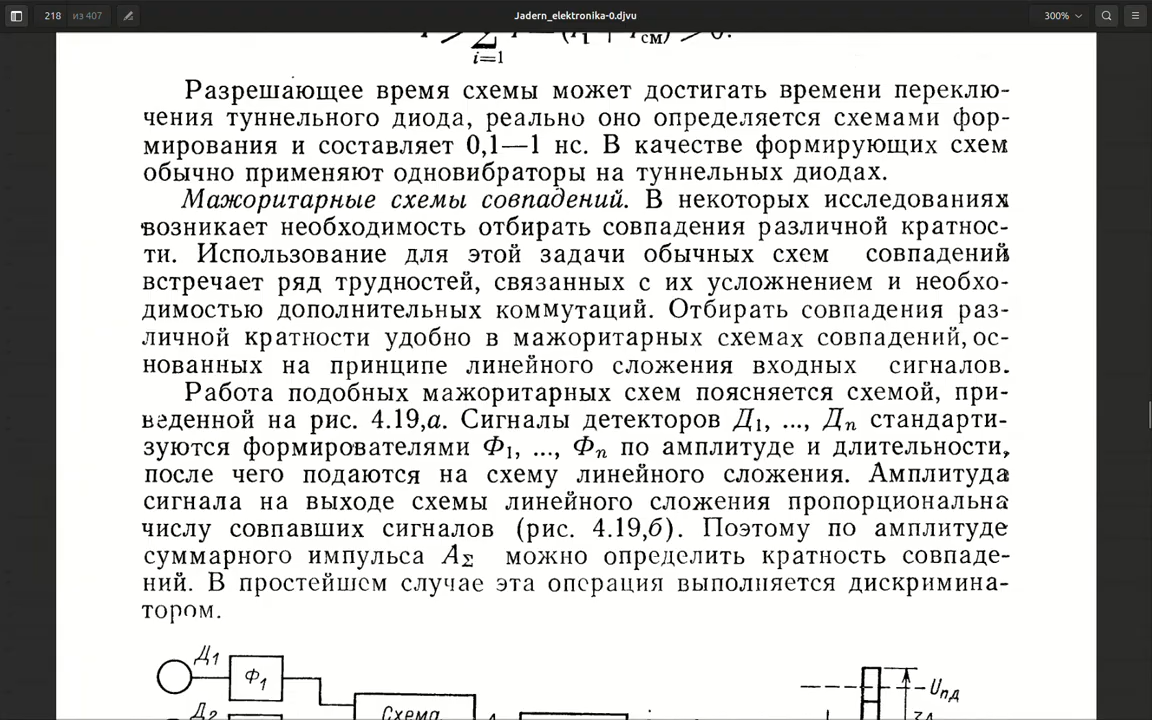 218 из 407
Jadern_elektronika-0.djvu
300%
i=1
Разрешающее время схемы может достигать времени переклю-
чения туннельного диода, реально оно определяется схемами фор-
мирования и составляет 0,1—1 нс. В качестве формирующих схем
обычно применяют одновибраторы на туннельных диодах.
Мажоритарные схемы совпадений. В некоторых исследованиях
возникает необходимость отбирать совпадения различной кратнос-
ти. Использование для этой задачи обычных схем совпадений
встречает ряд трудностей, связанных с их усложнением и необхо-
димостью дополнительных коммутаций. Отбирать совпадения раз-
личной кратности удобно в мажоритарных схемах совпадений, ос-
нованных на принципе линейного сложения входных сигналов.
Работа подобных мажоритарных схем поясняется схемой, при-
веденной на рис. 4.19,а. Сигналы детекторов Д₁, ..., Дₙ стандарти-
зуются формирователями Ф₁, ..., Фₙ по амплитуде и длительности,
после чего подаются на схему линейного сложения. Амплитуда
сигнала на выходе схемы линейного сложения пропорциональна
числу совпавших сигналов (рис. 4.19,б). Поэтому по амплитуде
суммарного импульса A_Σ можно определить кратность совпаде-
ний. В простейшем случае эта операция выполняется дискримина-
тором.
Д1
Ф1
Uпд
Д2
Схема